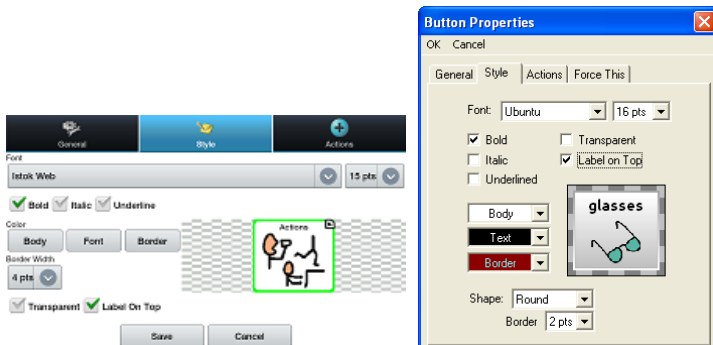 General Style Actions
Font
Istok Web 15 pts
Bold Italic Underline
Color
Body Font Border
Border Width
4 pts
Actions
Transparent Label On Top
Save Cancel
Button Properties
OK Cancel
General Style Actions Force This
Font: Ubuntu 16 pts
Bold Transparent
Italic Label on Top
Underlined
Body
Text
Border
glasses
Shape: Round
Border 2 pts